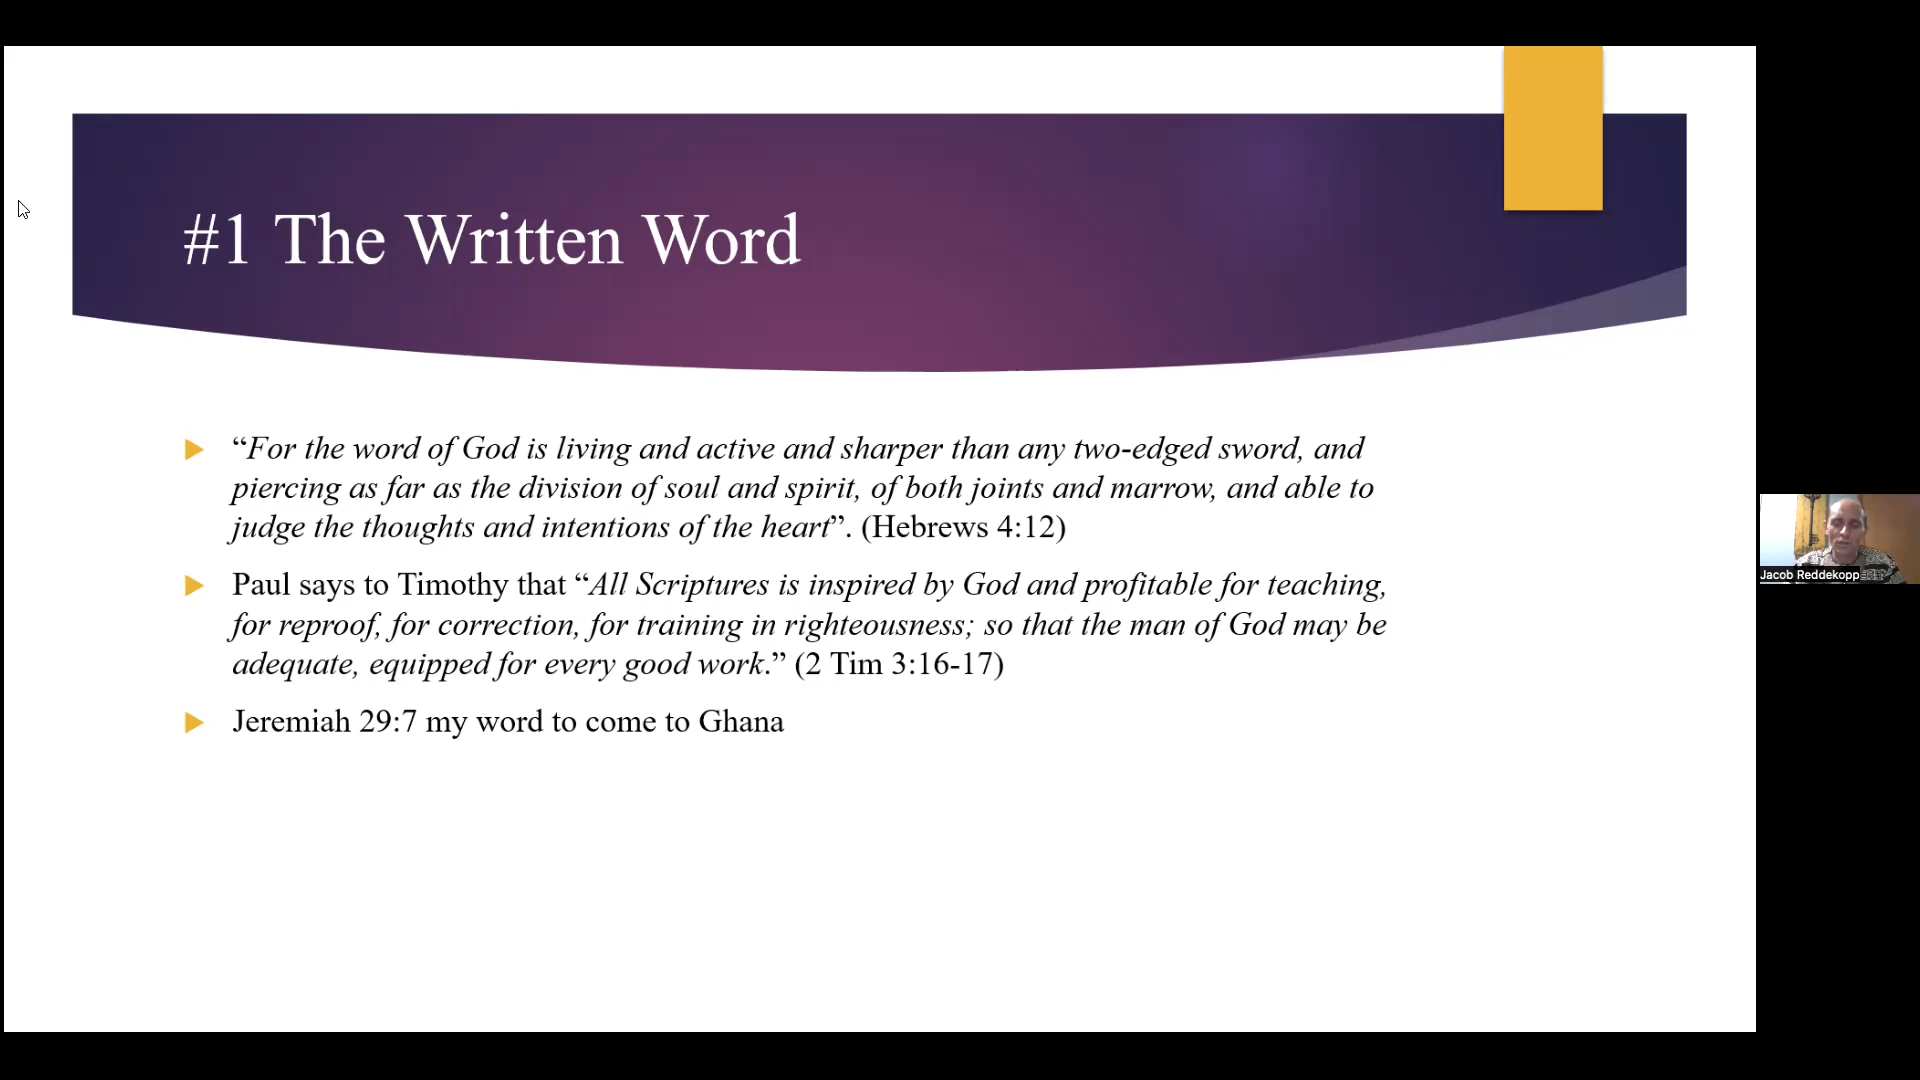 #1 The Written Word
“For the word of God is living and active and sharper than any two-edged sword, and
piercing as far as the division of soul and spirit, of both joints and marrow, and able to
judge the thoughts and intentions of the heart”. (Hebrews 4:12)
Paul says to Timothy that “All Scriptures is inspired by God and profitable for teaching,
for reproof, for correction, for training in righteousness; so that the man of God may be
adequate, equipped for every good work.” (2 Tim 3:16-17)
Jeremiah 29:7 my word to come to Ghana
Jacob Reddekopp